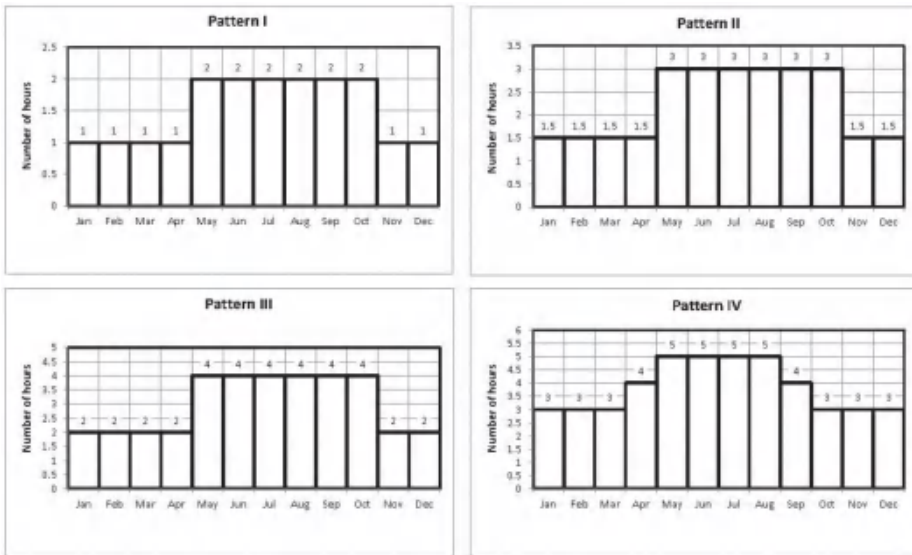 Pattern I
Number of hours
2.5
2
1.5
1
0.5
0
1 1 1 1 2 2 2 2 2 2 1 1
Jan Feb Mar Apr May Jun Jul Aug Sep Oct Nov Dec
Pattern II
Number of hours
3.5
3
2.5
2
1.5
1
0.5
0
1.5 1.5 1.5 1.5 3 3 3 3 3 3 1.5 1.5
Jan Feb Mar Apr May Jun Jul Aug Sep Oct Nov Dec
Pattern III
Number of hours
5
4.5
4
3.5
3
2.5
2
1.5
1
0.5
0
2 2 2 2 4 4 4 4 4 4 2 2
Jan Feb Mar Apr May Jun Jul Aug Sep Oct Nov Dec
Pattern IV
Number of hours
6
5.5
5
4.5
4
3.5
3
2.5
2
1.5
1
0.5
0
3 3 3 4 5 5 5 5 4 3 3 3
Jan Feb Mar Apr May Jun Jul Aug Sep Oct Nov Dec